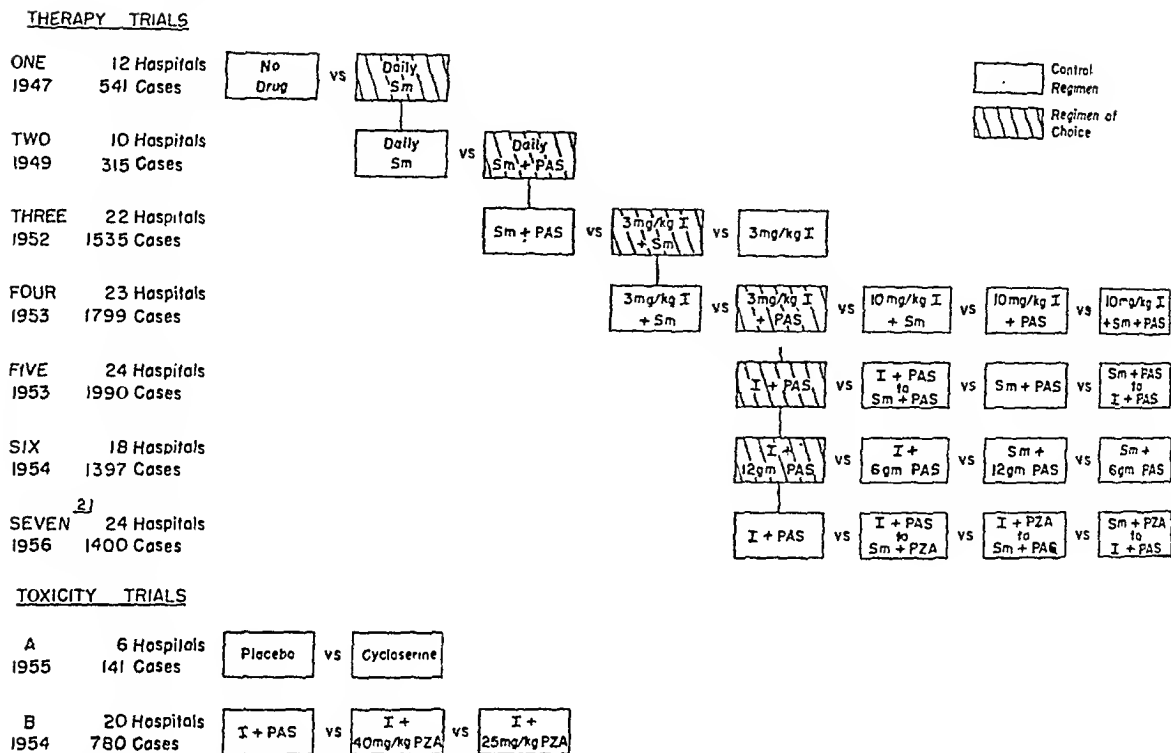 THERAPY TRIALS
ONE 12 Hospitals
1947 541 Cases
No
Drug
vs
Daily
Sm
Control
Regimen
Regimen of
Choice
TWO 10 Hospitals
1949 315 Cases
Daily
Sm
vs
Daily
Sm + PAS
THREE 22 Hospitals
1952 1535 Cases
Sm + PAS
vs
3mg/kg I
+ Sm
vs
3mg/kg I
FOUR 23 Hospitals
1953 1799 Cases
3mg/kg I
+ Sm
vs
3mg/kg I
+ PAS
vs
10mg/kg I
+ Sm
vs
10mg/kg I
+ PAS
vs
10mg/kg I
+Sm+PAS
FIVE 24 Hospitals
1953 1990 Cases
I + PAS
vs
I + PAS
to
Sm + PAS
vs
Sm + PAS
vs
Sm + PAS
to
I + PAS
SIX 18 Hospitals
1954 1397 Cases
I +
12gm PAS
vs
I +
6gm PAS
vs
Sm +
12gm PAS
vs
Sm +
6gm PAS
SEVEN 2/ 24 Hospitals
1956 1400 Cases
I + PAS
vs
I + PAS
to
Sm + PZA
vs
I + PZA
to
Sm + PAS
vs
Sm + PZA
to
I + PAS
TOXICITY TRIALS
A 6 Hospitals
1955 141 Cases
Placebo
vs
Cycloserine
B 20 Hospitals
1954 780 Cases
I + PAS
vs
I +
40mg/kg PZA
vs
I +
25mg/kg PZA